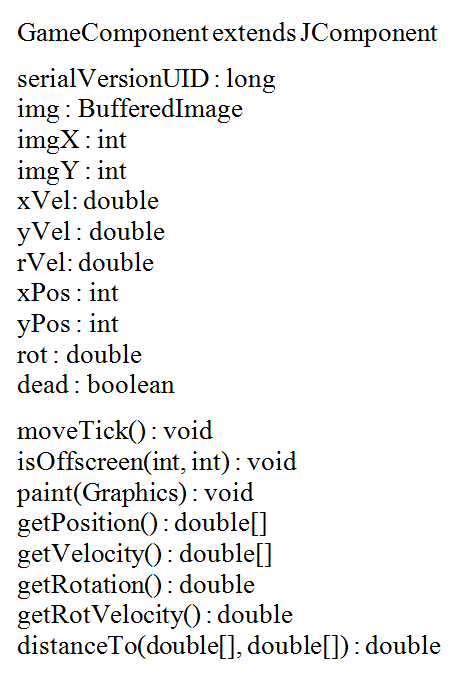 GameComponent extends JComponent
serialVersionUID : long
img : BufferedImage
imgX : int
imgY : int
xVel: double
yVel : double
rVel: double
xPos : int
yPos : int
rot : double
dead : boolean
moveTick() : void
isOffscreen(int, int) : void
paint(Graphics) : void
getPosition() : double[]
getVelocity() : double[]
getRotation() : double
getRotVelocity() : double
distanceTo(double[], double[]) : double